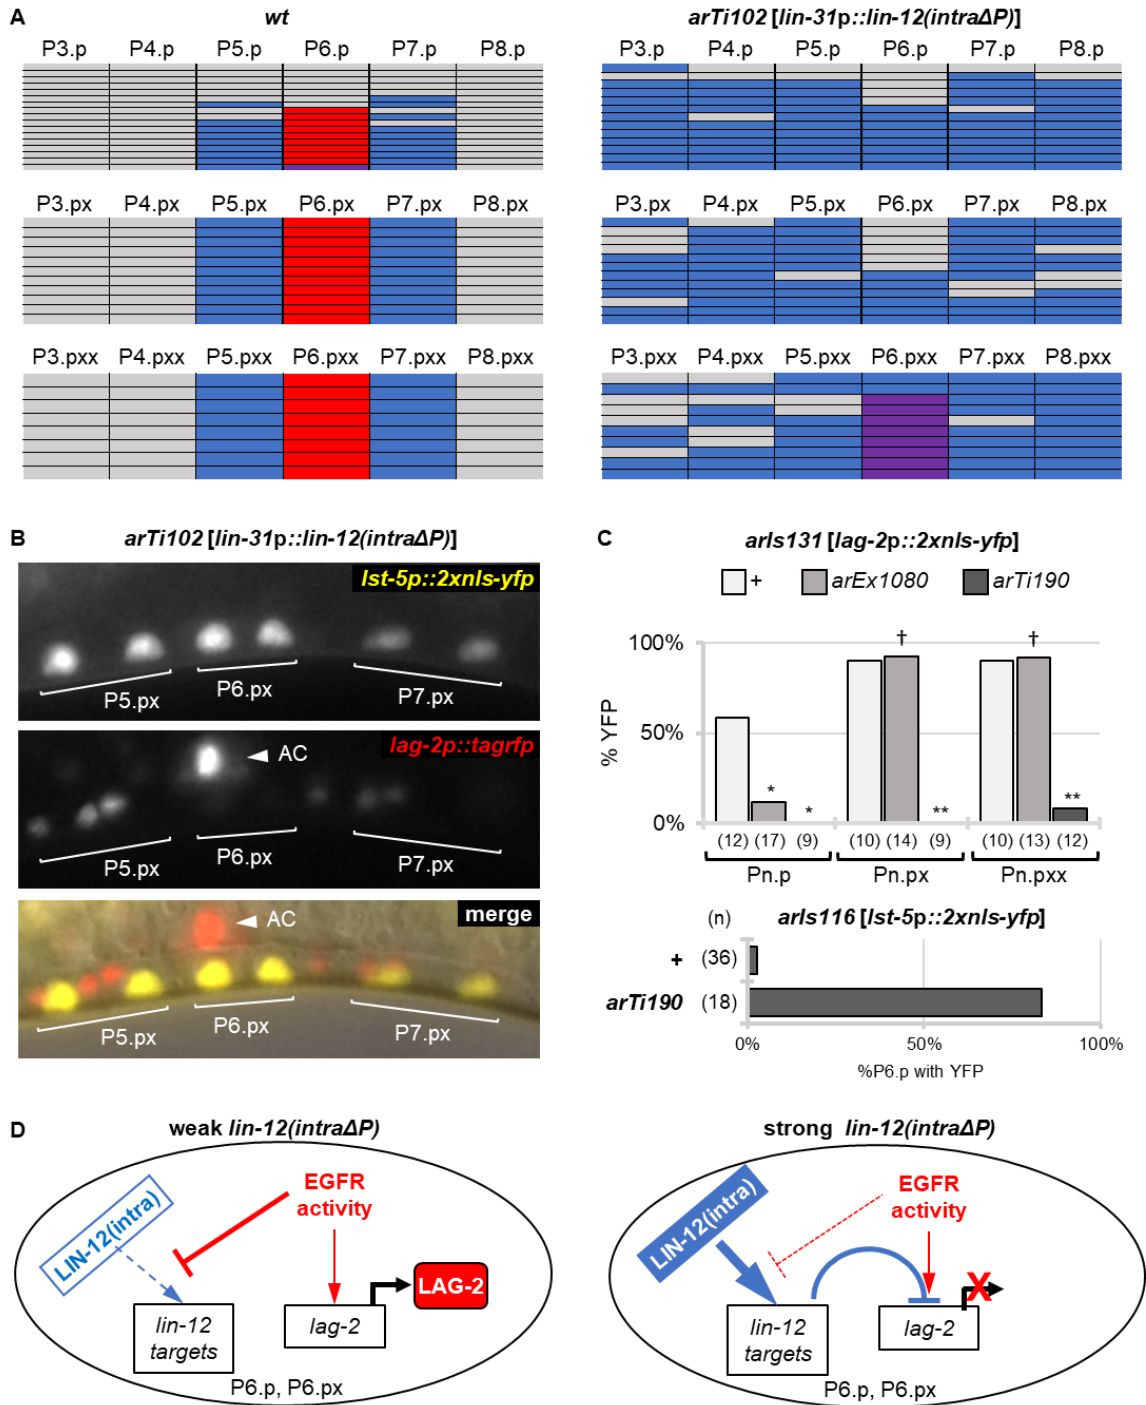 A
wt
P3.p P4.p P5.p P6.p P7.p P8.p
P3.px P4.px P5.px P6.px P7.px P8.px
P3.pxx P4.pxx P5.pxx P6.pxx P7.pxx P8.pxx
arTi102 [lin-31p::lin-12(intraΔP)]
P3.p P4.p P5.p P6.p P7.p P8.p
P3.px P4.px P5.px P6.px P7.px P8.px
P3.pxx P4.pxx P5.pxx P6.pxx P7.pxx P8.pxx
B
arTi102 [lin-31p::lin-12(intraΔP)]
lst-5p::2xnls-yfp
P5.px P6.px P7.px
lag-2p::tagrfp
AC
P5.px P6.px P7.px
merge
AC
P5.px P6.px P7.px
C
arIs131 [lag-2p::2xnls-yfp]
+ arEx1080 arTi190
% YFP
100%
50%
0%
* * † ** † **
(12) (17) (9) (10) (14) (9) (10) (13) (12)
Pn.p Pn.px Pn.pxx
(n) arIs116 [lst-5p::2xnls-yfp]
+ (36)
arTi190 (18)
0% 50% 100%
%P6.p with YFP
D
weak lin-12(intraΔP)
LIN-12(intra)
EGFR
activity
LAG-2
lin-12
targets
lag-2
P6.p, P6.px
strong lin-12(intraΔP)
LIN-12(intra)
EGFR
activity
X
lin-12
targets
lag-2
P6.p, P6.px